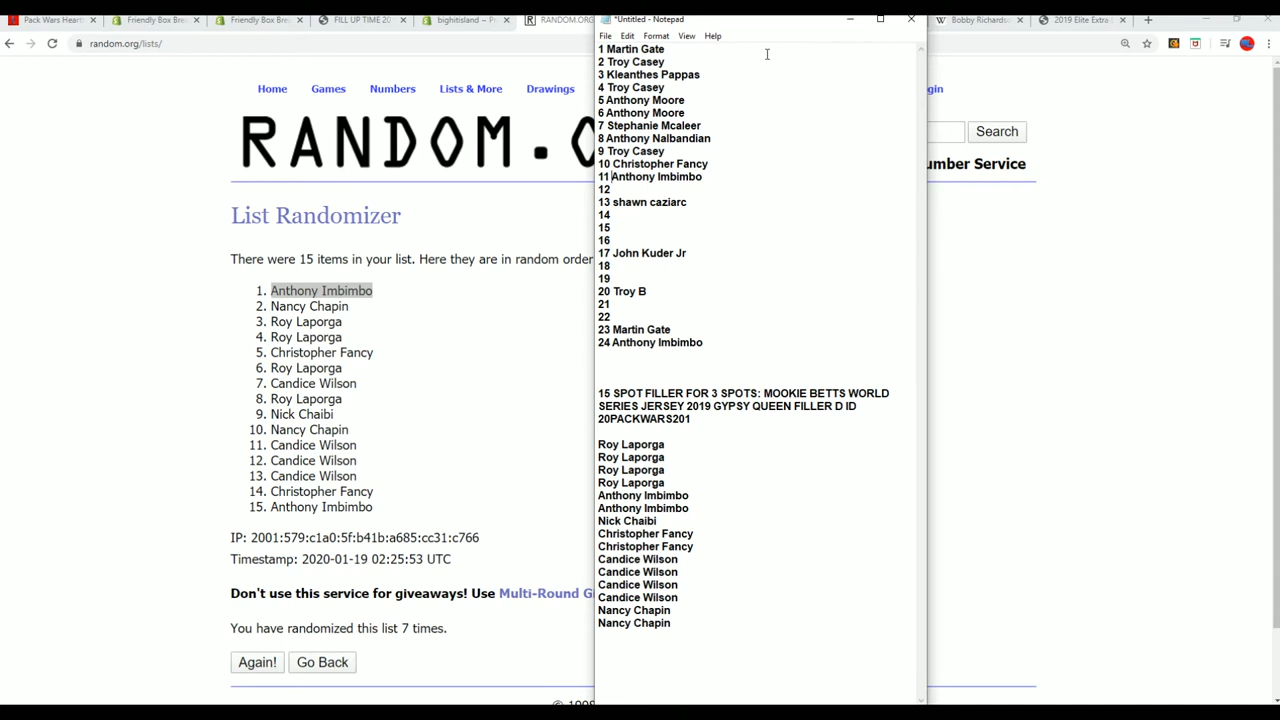 Pack Wars Heart
Friendly Box Brea
Friendly Box Brea
FILL UP TIME 20
bighitisland – P
RANDOM.ORG
*Untitled - Notepad
Bobby Richards
2019 Elite Extra
random.org/lists/
File Edit Format View Help
Home Games Numbers Lists & More Drawings
gin
RANDOM.O
Search
umber Service
List Randomizer
There were 15 items in your list. Here they are in random order
1. Anthony Imbimbo
2. Nancy Chapin
3. Roy Laporga
4. Roy Laporga
5. Christopher Fancy
6. Roy Laporga
7. Candice Wilson
8. Roy Laporga
9. Nick Chaibi
10. Nancy Chapin
11. Candice Wilson
12. Candice Wilson
13. Candice Wilson
14. Christopher Fancy
15. Anthony Imbimbo
IP: 2001:579:c1a0:5f:b41b:a685:cc31:c766
Timestamp: 2020-01-19 02:25:53 UTC
Don't use this service for giveaways! Use Multi-Round G
You have randomized this list 7 times.
Again! Go Back
1 Martin Gate
2 Troy Casey
3 Kleanthes Pappas
4 Troy Casey
5 Anthony Moore
6 Anthony Moore
7 Stephanie Mcaleer
8 Anthony Nalbandian
9 Troy Casey
10 Christopher Fancy
11 Anthony Imbimbo
12
13 shawn caziarc
14
15
16
17 John Kuder Jr
18
19
20 Troy B
21
22
23 Martin Gate
24 Anthony Imbimbo
15 SPOT FILLER FOR 3 SPOTS: MOOKIE BETTS WORLD
SERIES JERSEY 2019 GYPSY QUEEN FILLER D ID
20PACKWARS201
Roy Laporga
Roy Laporga
Roy Laporga
Roy Laporga
Anthony Imbimbo
Anthony Imbimbo
Nick Chaibi
Christopher Fancy
Christopher Fancy
Candice Wilson
Candice Wilson
Candice Wilson
Candice Wilson
Nancy Chapin
Nancy Chapin